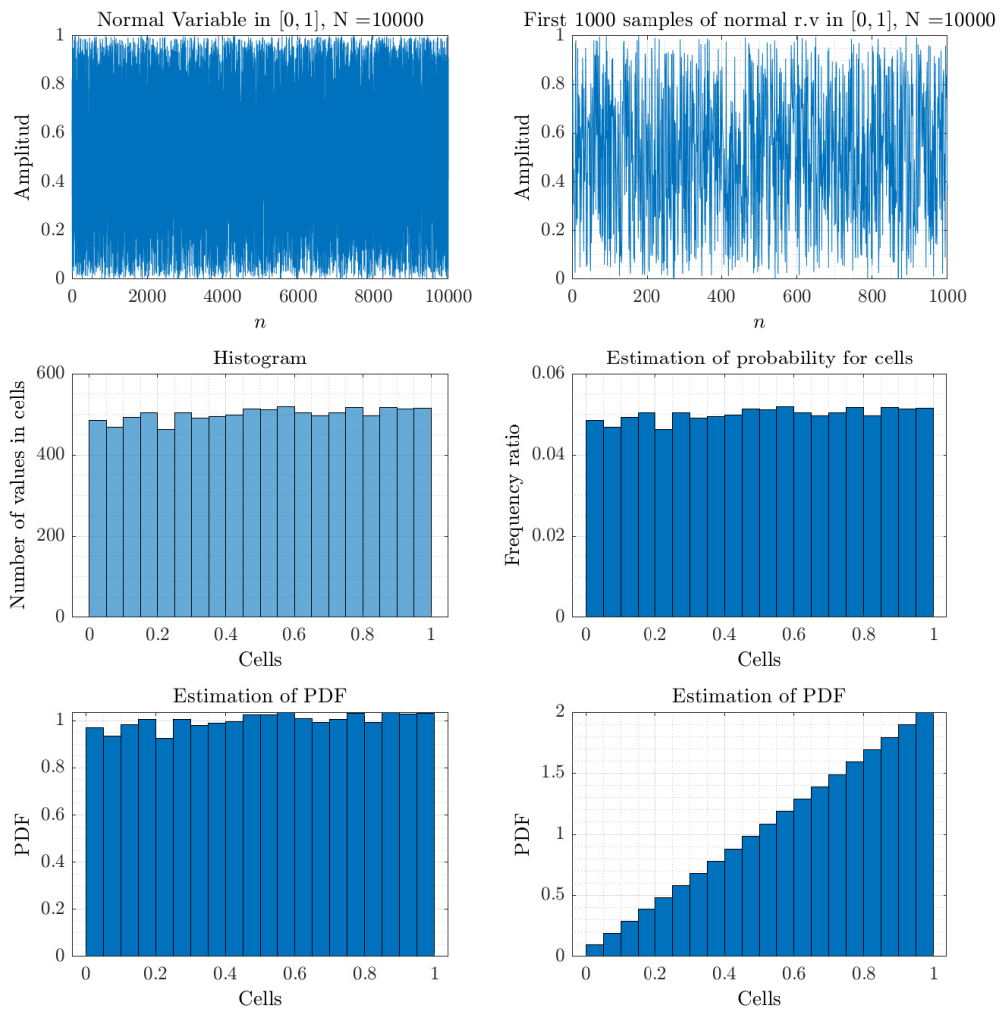 Normal Variable in [0, 1], N =10000
Amplitud
1
0.8
0.6
0.4
0.2
0
0 2000 4000 6000 8000 10000
n
First 1000 samples of normal r.v in [0, 1], N =10000
Amplitud
1
0.8
0.6
0.4
0.2
0
0 200 400 600 800 1000
n
Histogram
Number of values in cells
600
400
200
0
0 0.2 0.4 0.6 0.8 1
Cells
Estimation of probability for cells
Frequency ratio
0.06
0.04
0.02
0
0 0.2 0.4 0.6 0.8 1
Cells
Estimation of PDF
PDF
1
0.8
0.6
0.4
0.2
0
0 0.2 0.4 0.6 0.8 1
Cells
Estimation of PDF
PDF
2
1.5
1
0.5
0
0 0.2 0.4 0.6 0.8 1
Cells